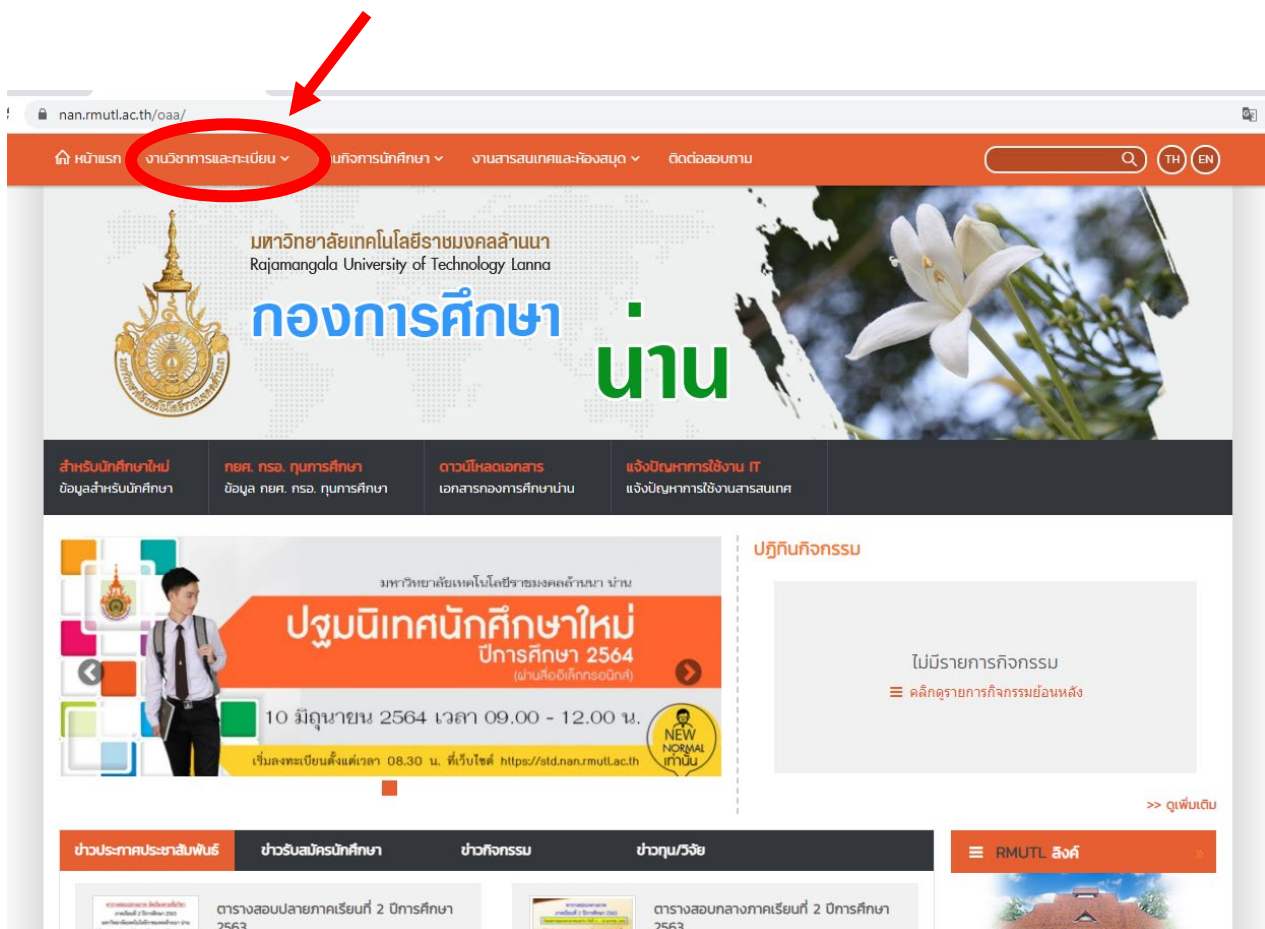 nan.rmutl.ac.th/oaa/
หน้าแรก งานวิชาการและทะเบียน นกิจการนักศึกษา งานสารสนเทศและห้องสมุด ติดต่อสอบถาม TH EN
มหาวิทยาลัยเทคโนโลยีราชมงคลล้านนา
Rajamangala University of Technology Lanna
กองการศึกษา
น่าน
สำหรับนักศึกษาใหม่ กยศ. กรอ. ทุนการศึกษา ดาวน์โหลดเอกสาร แจ้งปัญหาการใช้งาน IT
ข้อมูลสำหรับนักศึกษา ข้อมูล กยศ. กรอ. ทุนการศึกษา เอกสารกองการศึกษาน่าน แจ้งปัญหาการใช้งานสารสนเทศ
มหาวิทยาลัยเทคโนโลยีราชมงคลล้านนา น่าน
ปฐมนิเทศนักศึกษาใหม่
ปีการศึกษา 2564
(ผ่านสื่ออิเล็กทรอนิกส์)
10 มิถุนายน 2564 เวลา 09.00 - 12.00 น.
เริ่มลงทะเบียนตั้งแต่เวลา 08.30 น. ที่เว็บไซต์ https://std.nan.rmutl.ac.th
NEW
NORMAL
เท่านั้น
ปฏิทินกิจกรรม
ไม่มีรายการกิจกรรม
คลิกดูรายการกิจกรรมย้อนหลัง
>> ดูเพิ่มเติม
ข่าวประกาศประชาสัมพันธ์ ข่าวรับสมัครนักศึกษา ข่าวกิจกรรม ข่าวทุน/วิจัย
RMUTL ลิงค์ »
ตารางสอบปลายภาคเรียนที่ 2 ปีการศึกษา
2563
ตารางสอบกลางภาคเรียนที่ 2 ปีการศึกษา
2563